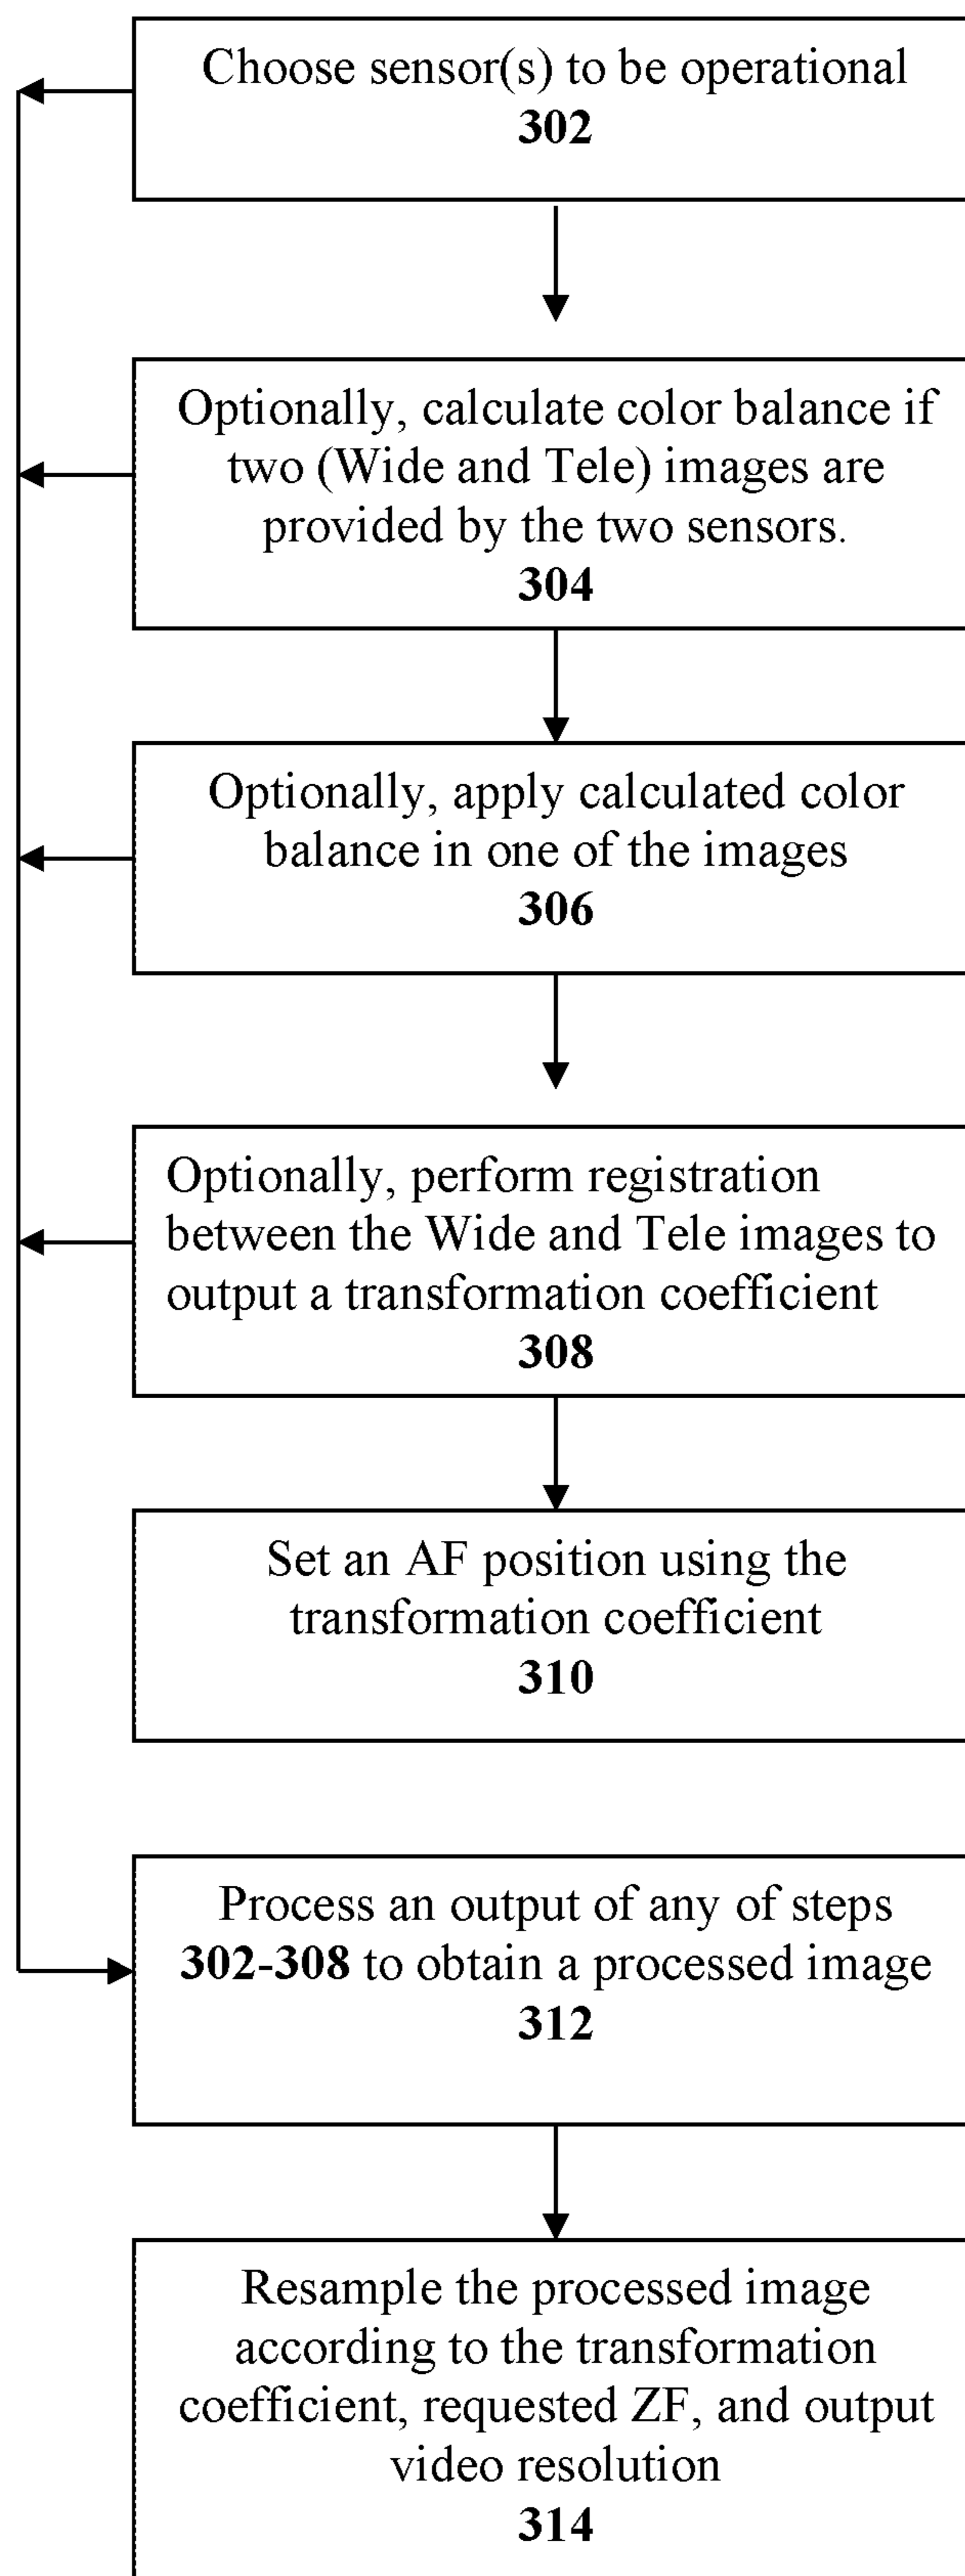 Choose sensor(s) to be operational
302
Optionally, calculate color balance if
two (Wide and Tele) images are
provided by the two sensors.
304
Optionally, apply calculated color
balance in one of the images
306
Optionally, perform registration
between the Wide and Tele images to
output a transformation coefficient
308
Set an AF position using the
transformation coefficient
310
Process an output of any of steps
302-308 to obtain a processed image
312
Resample the processed image
according to the transformation
coefficient, requested ZF, and output
video resolution
314